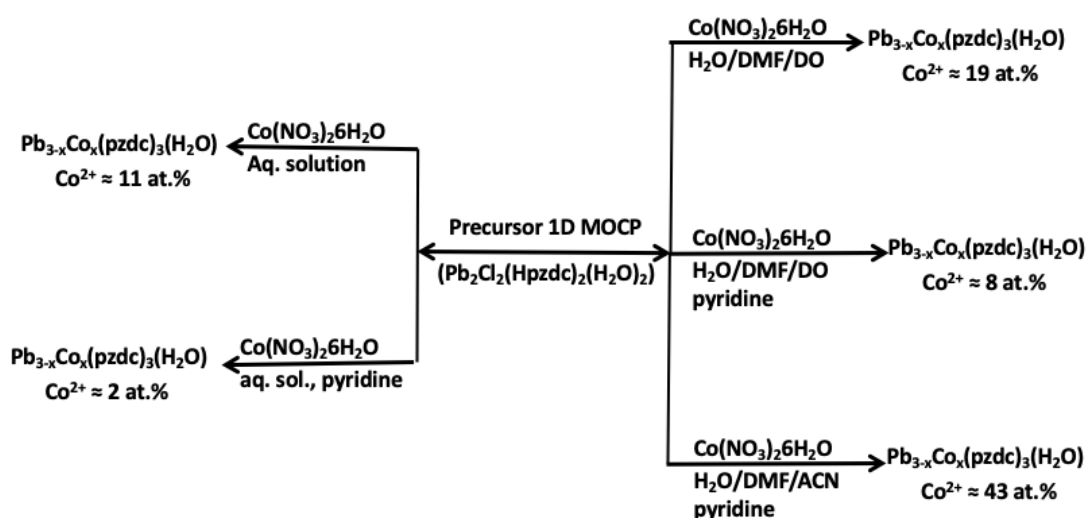 Co(NO₃)₂6H₂O
H₂O/DMF/DO
Pb₃₋ₓCoₓ(pzdc)₃(H₂O)
Co²⁺ ≈ 19 at.%
Pb₃₋ₓCoₓ(pzdc)₃(H₂O)
Co²⁺ ≈ 11 at.%
Co(NO₃)₂6H₂O
Aq. solution
Precursor 1D MOCP
(Pb₂Cl₂(Hpzdc)₂(H₂O)₂)
Co(NO₃)₂6H₂O
H₂O/DMF/DO
pyridine
Pb₃₋ₓCoₓ(pzdc)₃(H₂O)
Co²⁺ ≈ 8 at.%
Pb₃₋ₓCoₓ(pzdc)₃(H₂O)
Co²⁺ ≈ 2 at.%
Co(NO₃)₂6H₂O
aq. sol., pyridine
Co(NO₃)₂6H₂O
H₂O/DMF/ACN
pyridine
Pb₃₋ₓCoₓ(pzdc)₃(H₂O)
Co²⁺ ≈ 43 at.%